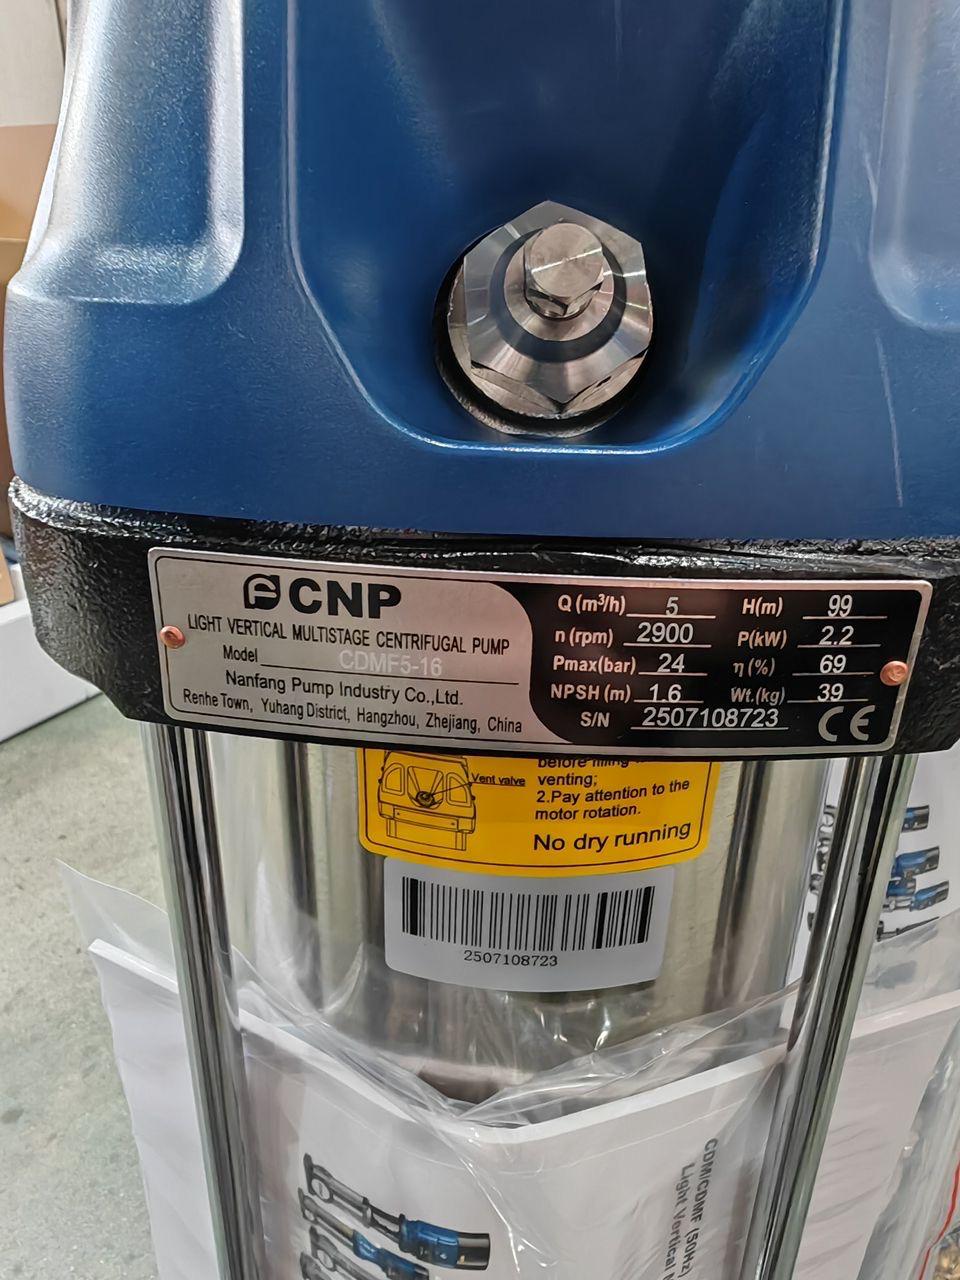 CNP
LIGHT VERTICAL MULTISTAGE CENTRIFUGAL PUMP
Model CDMF5-16
Nanfang Pump Industry Co.,Ltd.
Renhe Town, Yuhang District, Hangzhou, Zhejiang, China
Q (m³/h) 5 H(m) 99
n (rpm) 2900 P(kW) 2.2
Pmax(bar) 24 η(%) 69
NPSH (m) 1.6 Wt.(kg) 39
S/N 2507108723
CE
before filling
Vent valve
venting;
2.Pay attention to the
motor rotation.
No dry running
2507108723
CDM/CDMF (50Hz)
Light Vertical